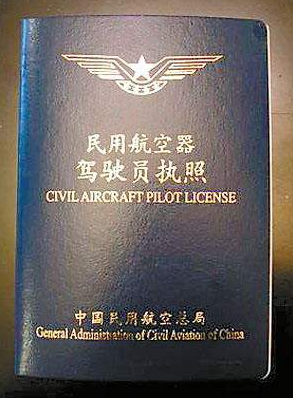 民用航空器
驾驶员执照
CIVIL AIRCRAFT PILOT LICENSE
中国民用航空总局
General Administration of Civil Aviation of China